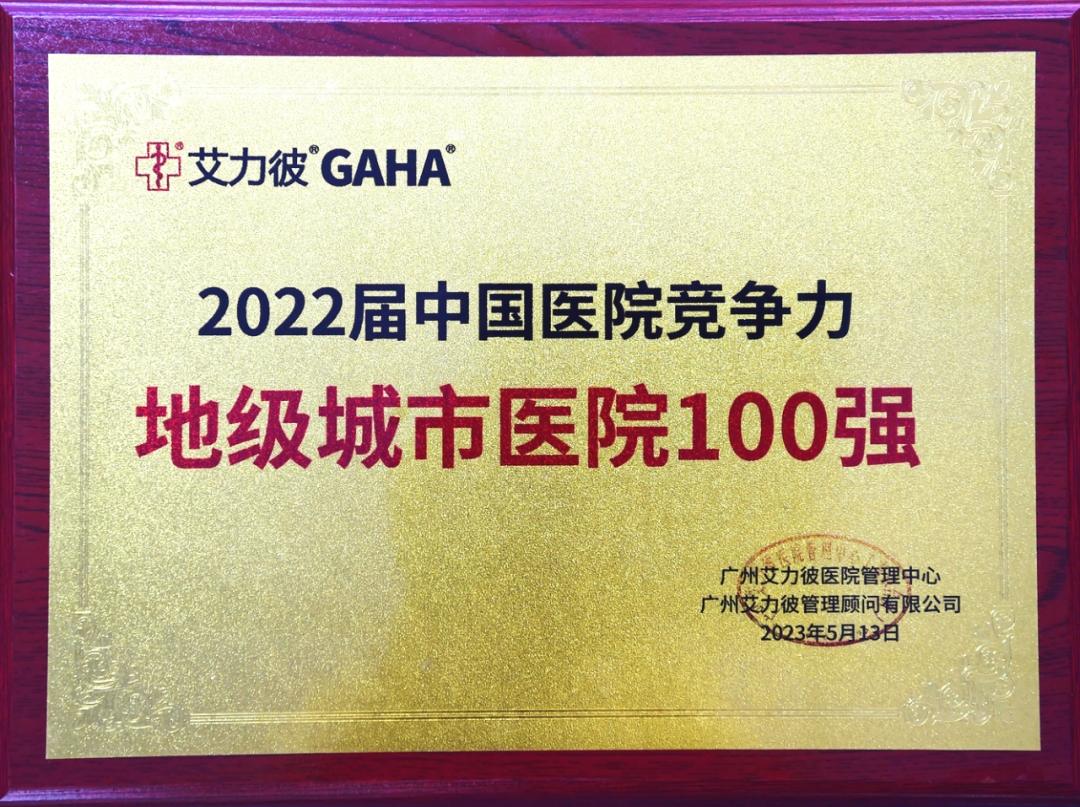 艾力彼® GAHA®
2022届中国医院竞争力
地级城市医院100强
广州艾力彼医院管理中心
广州艾力彼管理顾问有限公司
2023年5月13日